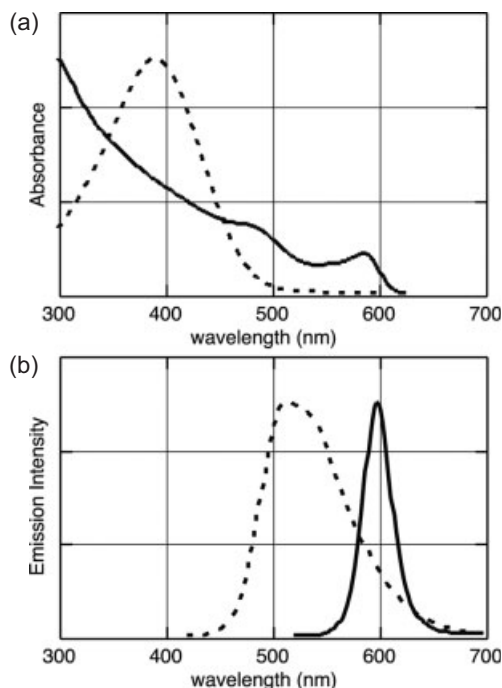 (a)
Absorbance
300 400 500 600 700
wavelength (nm)
(b)
Emission Intensity
300 400 500 600 700
wavelength (nm)